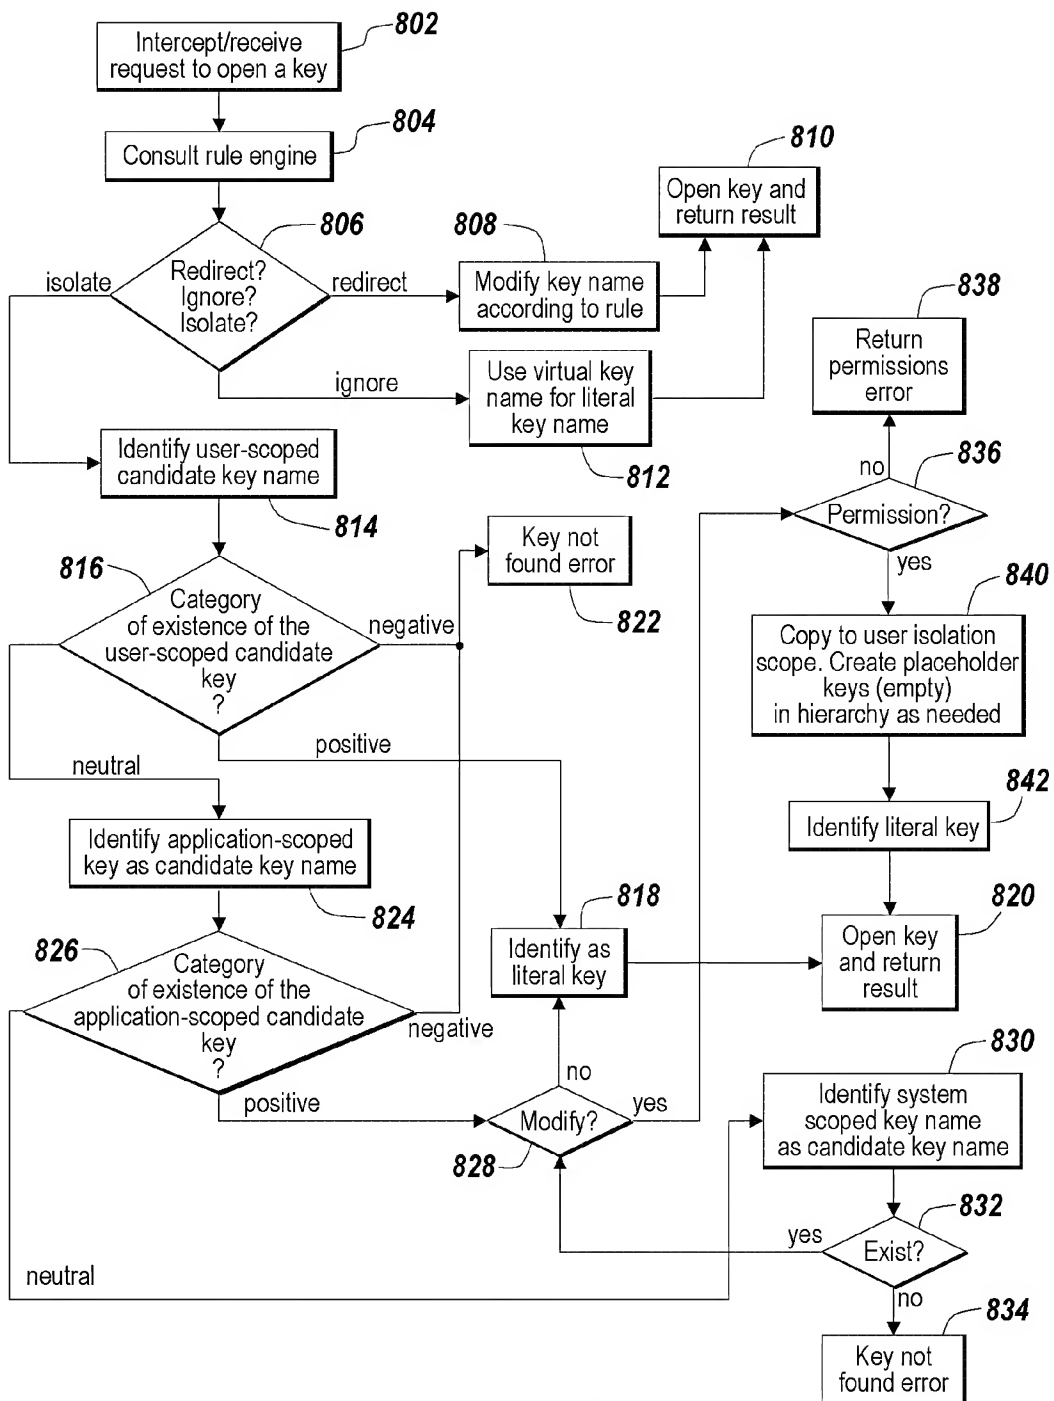 802
Intercept/receive
request to open a key
804
Consult rule engine
810
Open key and
return result
806
808
Redirect?
Ignore?
Isolate?
isolate
redirect
Modify key name
according to rule
838
Return
permissions
error
ignore
Use virtual key
name for literal
key name
812
Identify user-scoped
candidate key name
814
no
836
Permission?
yes
Key not
found error
822
816
Category
of existence of the
user-scoped candidate
key
?
negative
840
Copy to user isolation
scope. Create placeholder
keys (empty)
in hierarchy as needed
positive
neutral
842
Identify literal key
Identify application-scoped
key as candidate key name
824
818
Identify as
literal key
820
Open key
and return
result
826
Category
of existence of the
application-scoped candidate
key
?
negative
830
Identify system
scoped key name
as candidate key name
positive
no
Modify?
yes
828
832
yes
Exist?
no
neutral
834
Key not
found error